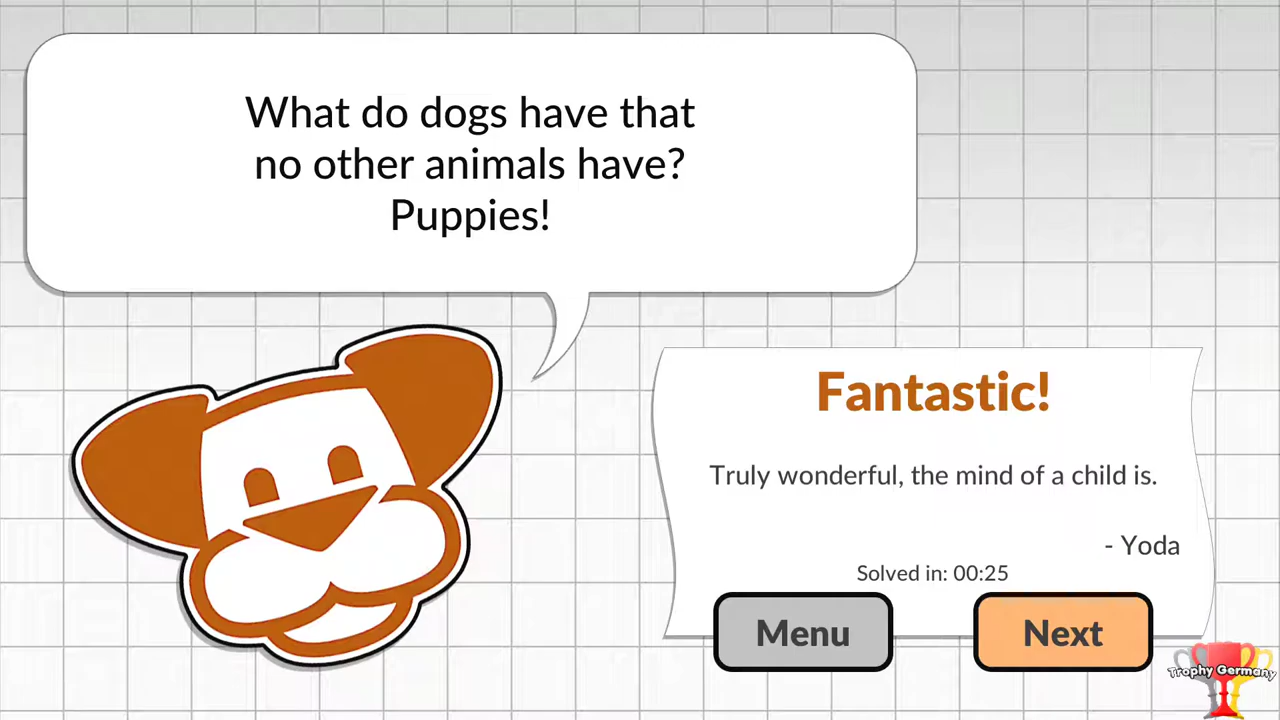 What do dogs have that
no other animals have?
Puppies!
Fantastic!
Truly wonderful, the mind of a child is.
- Yoda
Solved in: 00:25
Menu
Next
Trophy Germany